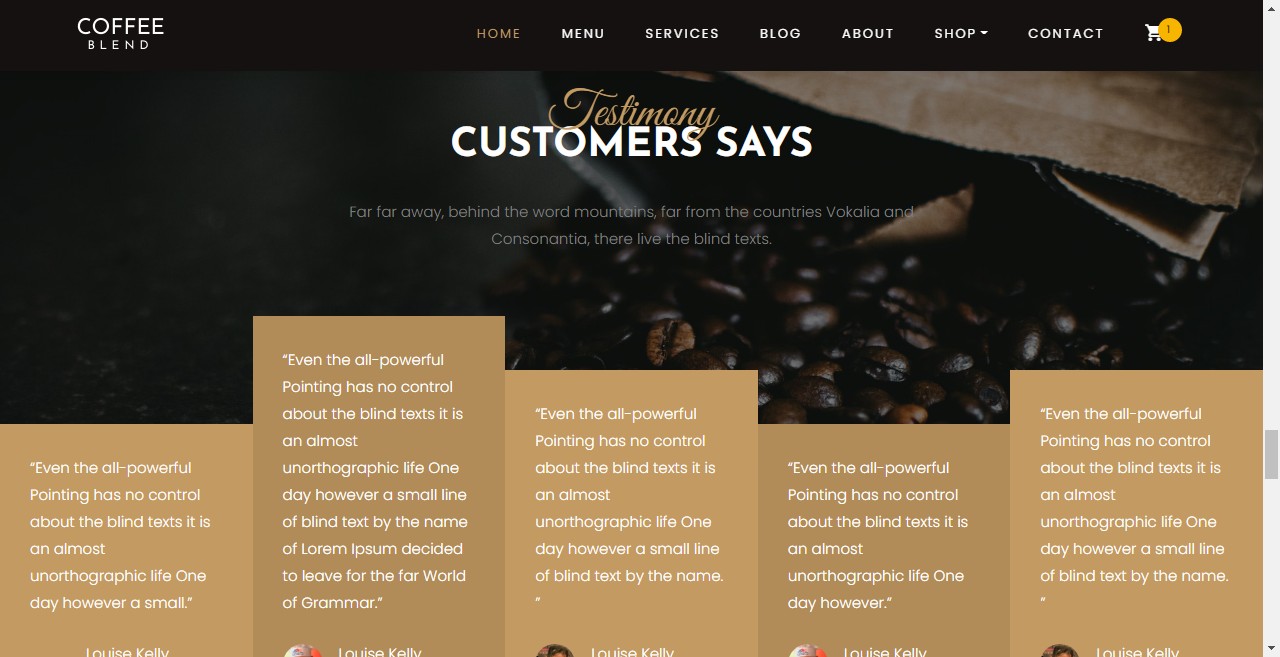 COFFEE
BLEND
HOME MENU SERVICES BLOG ABOUT SHOP CONTACT 1
Testimony
CUSTOMERS SAYS
Far far away, behind the word mountains, far from the countries Vokalia and
Consonantia, there live the blind texts.
“Even the all-powerful
Pointing has no control
about the blind texts it is
an almost
unorthographic life One
day however a small.”
Louise Kelly
“Even the all-powerful
Pointing has no control
about the blind texts it is
an almost
unorthographic life One
day however a small line
of blind text by the name
of Lorem Ipsum decided
to leave for the far World
of Grammar.”
Louise Kelly
“Even the all-powerful
Pointing has no control
about the blind texts it is
an almost
unorthographic life One
day however a small line
of blind text by the name.
”
Louise Kelly
“Even the all-powerful
Pointing has no control
about the blind texts it is
an almost
unorthographic life One
day however.”
Louise Kelly
“Even the all-powerful
Pointing has no control
about the blind texts it is
an almost
unorthographic life One
day however a small line
of blind text by the name.
”
Louise Kelly